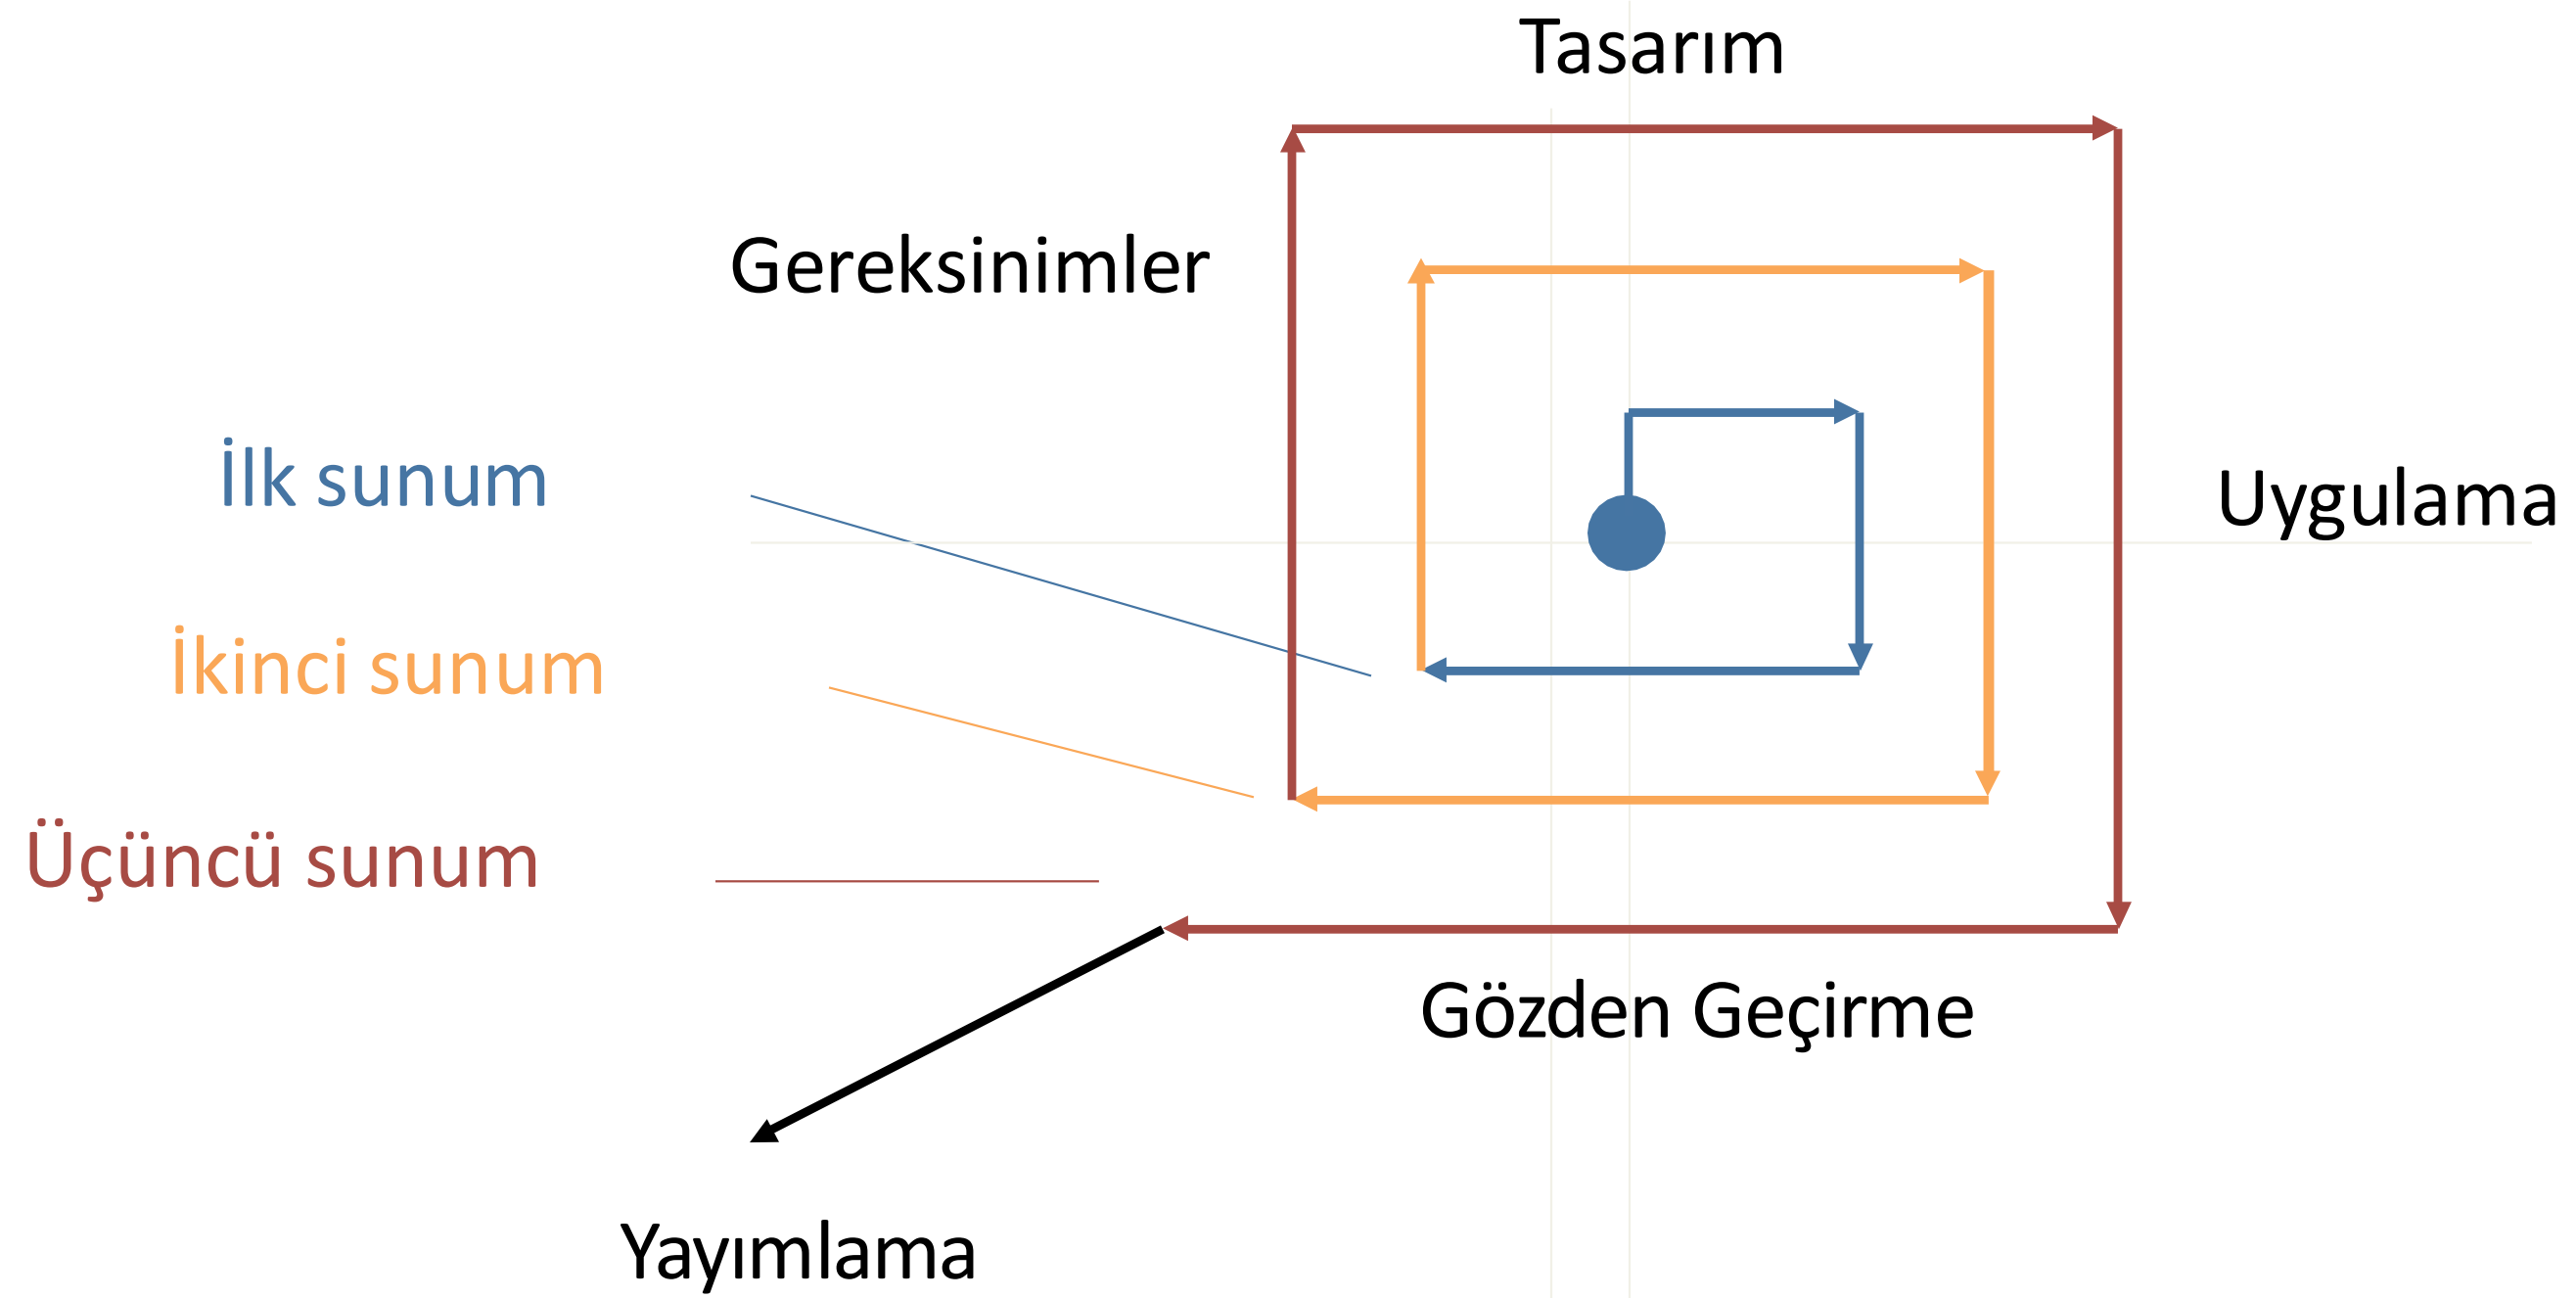 Tasarım
Gereksinimler
İlk sunum
Uygulama
İkinci sunum
Üçüncü sunum
Gözden Geçirme
Yayımlama